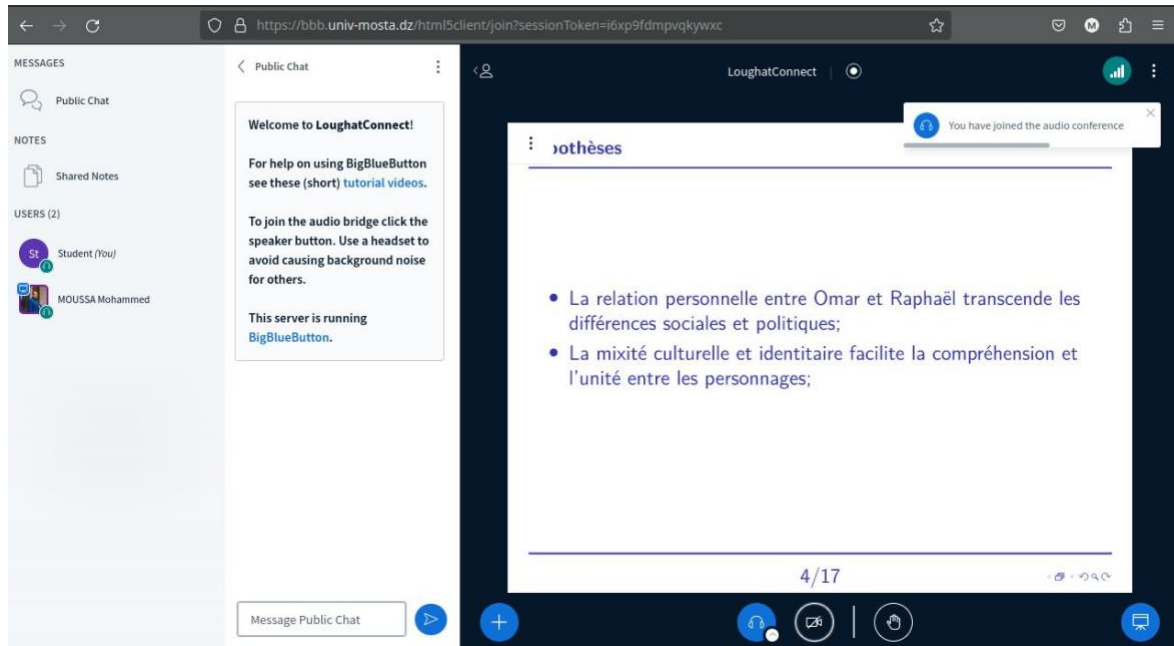 https://bbb.univ-mosta.dz/html5client/join?sessionToken=i6xp9fdmpvqkywxc
M
MESSAGES
Public Chat
NOTES
Shared Notes
USERS (2)
St
Student (You)
MOUSSA Mohammed
Public Chat
Welcome to LoughatConnect!
For help on using BigBlueButton
see these (short) tutorial videos.
To join the audio bridge click the
speaker button. Use a headset to
avoid causing background noise
for others.
This server is running
BigBlueButton.
Message Public Chat
LoughatConnect
You have joined the audio conference
othèses
• La relation personnelle entre Omar et Raphaël transcende les
différences sociales et politiques;
• La mixité culturelle et identitaire facilite la compréhension et
l'unité entre les personnages;
4/17